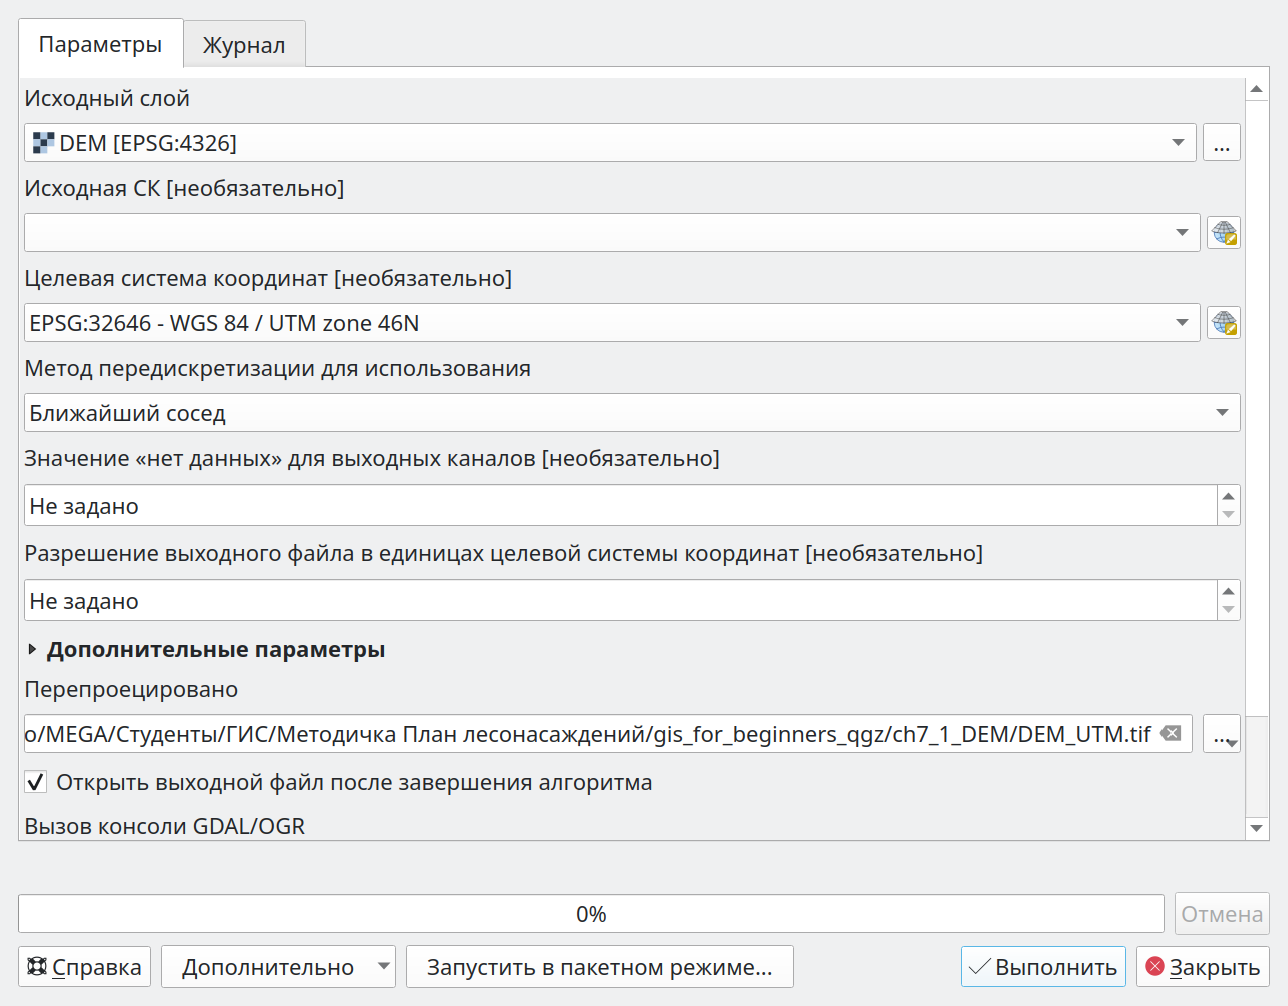 Параметры
Журнал
Исходный слой
DEM [EPSG:4326]
...
Исходная СК [необязательно]
Целевая система координат [необязательно]
EPSG:32646 - WGS 84 / UTM zone 46N
Метод передискретизации для использования
Ближайший сосед
Значение «нет данных» для выходных каналов [необязательно]
Не задано
Разрешение выходного файла в единицах целевой системы координат [необязательно]
Не задано
Дополнительные параметры
Перепроецировано
о/MEGA/Студенты/ГИС/Методичка План лесонасаждений/gis_for_beginners_qgz/ch7_1_DEM/DEM_UTM.tif
...
Открыть выходной файл после завершения алгоритма
Вызов консоли GDAL/OGR
0%
Отмена
Справка
Дополнительно
Запустить в пакетном режиме...
Выполнить
Закрыть